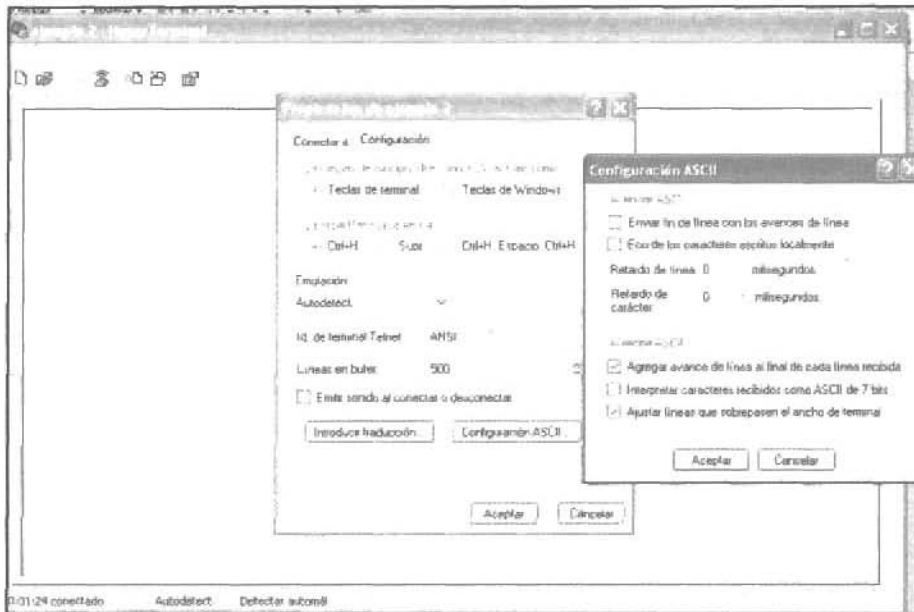 Conectar a Configuración
Teclas de terminal Teclas de Windows
Ctrl+H Supr Ctrl+H, Espacio, Ctrl+H
Emulación
Autodetect.
Id. de terminal Telnet ANSI
Líneas en búfer: 500
Emitir sonido al conectar o desconectar
Introducir traducción... Configuración ASCII...
Aceptar Cancelar
Configuración ASCII
Enviar fin de línea con los avances de línea
Eco de los caracteres escritos localmente
Retardo de línea: 0 milisegundos.
Retardo de carácter: 0 milisegundos.
Agregar avance de línea al final de cada línea recibida
Interpretar caracteres recibidos como ASCII de 7 bits
Ajustar líneas que sobrepasen el ancho de terminal
Aceptar Cancelar
0:01:24 conectado Autodetect. Detectar automá